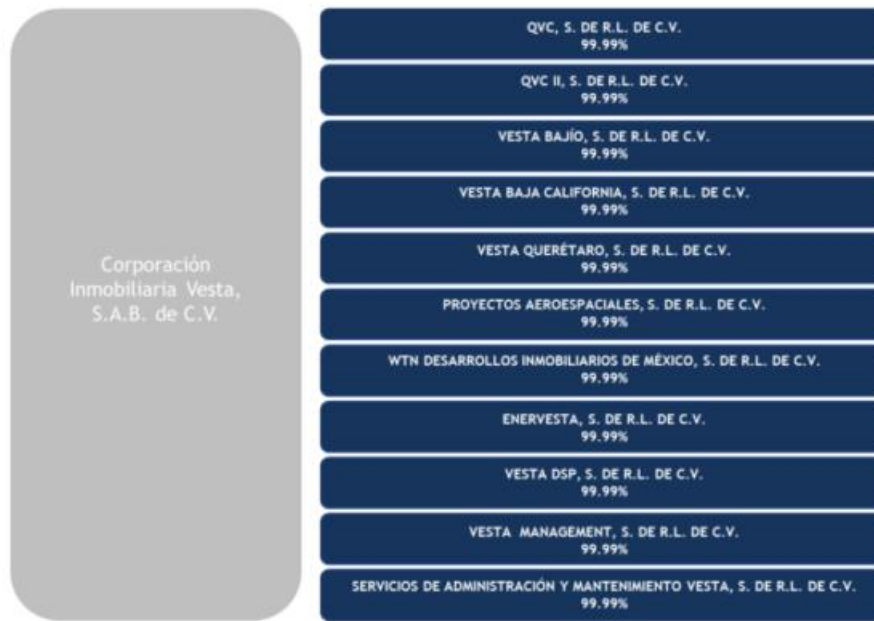 Corporación
Inmobiliaria Vesta,
S.A.B. de C.V.
QVC, S. DE R.L. DE C.V.
99.99%
QVC II, S. DE R.L. DE C.V.
99.99%
VESTA BAJÍO, S. DE R.L. DE C.V.
99.99%
VESTA BAJA CALIFORNIA, S. DE R.L. DE C.V.
99.99%
VESTA QUERÉTARO, S. DE R.L. DE C.V.
99.99%
PROYECTOS AEROESPACIALES, S. DE R.L. DE C.V.
99.99%
WTN DESARROLLOS INMOBILIARIOS DE MÉXICO, S. DE R.L. DE C.V.
99.99%
ENERVESTA, S. DE R.L. DE C.V.
99.99%
VESTA DSP, S. DE R.L. DE C.V.
99.99%
VESTA MANAGEMENT, S. DE R.L. DE C.V.
99.99%
SERVICIOS DE ADMINISTRACIÓN Y MANTENIMIENTO VESTA, S. DE R.L. DE C.V.
99.99%